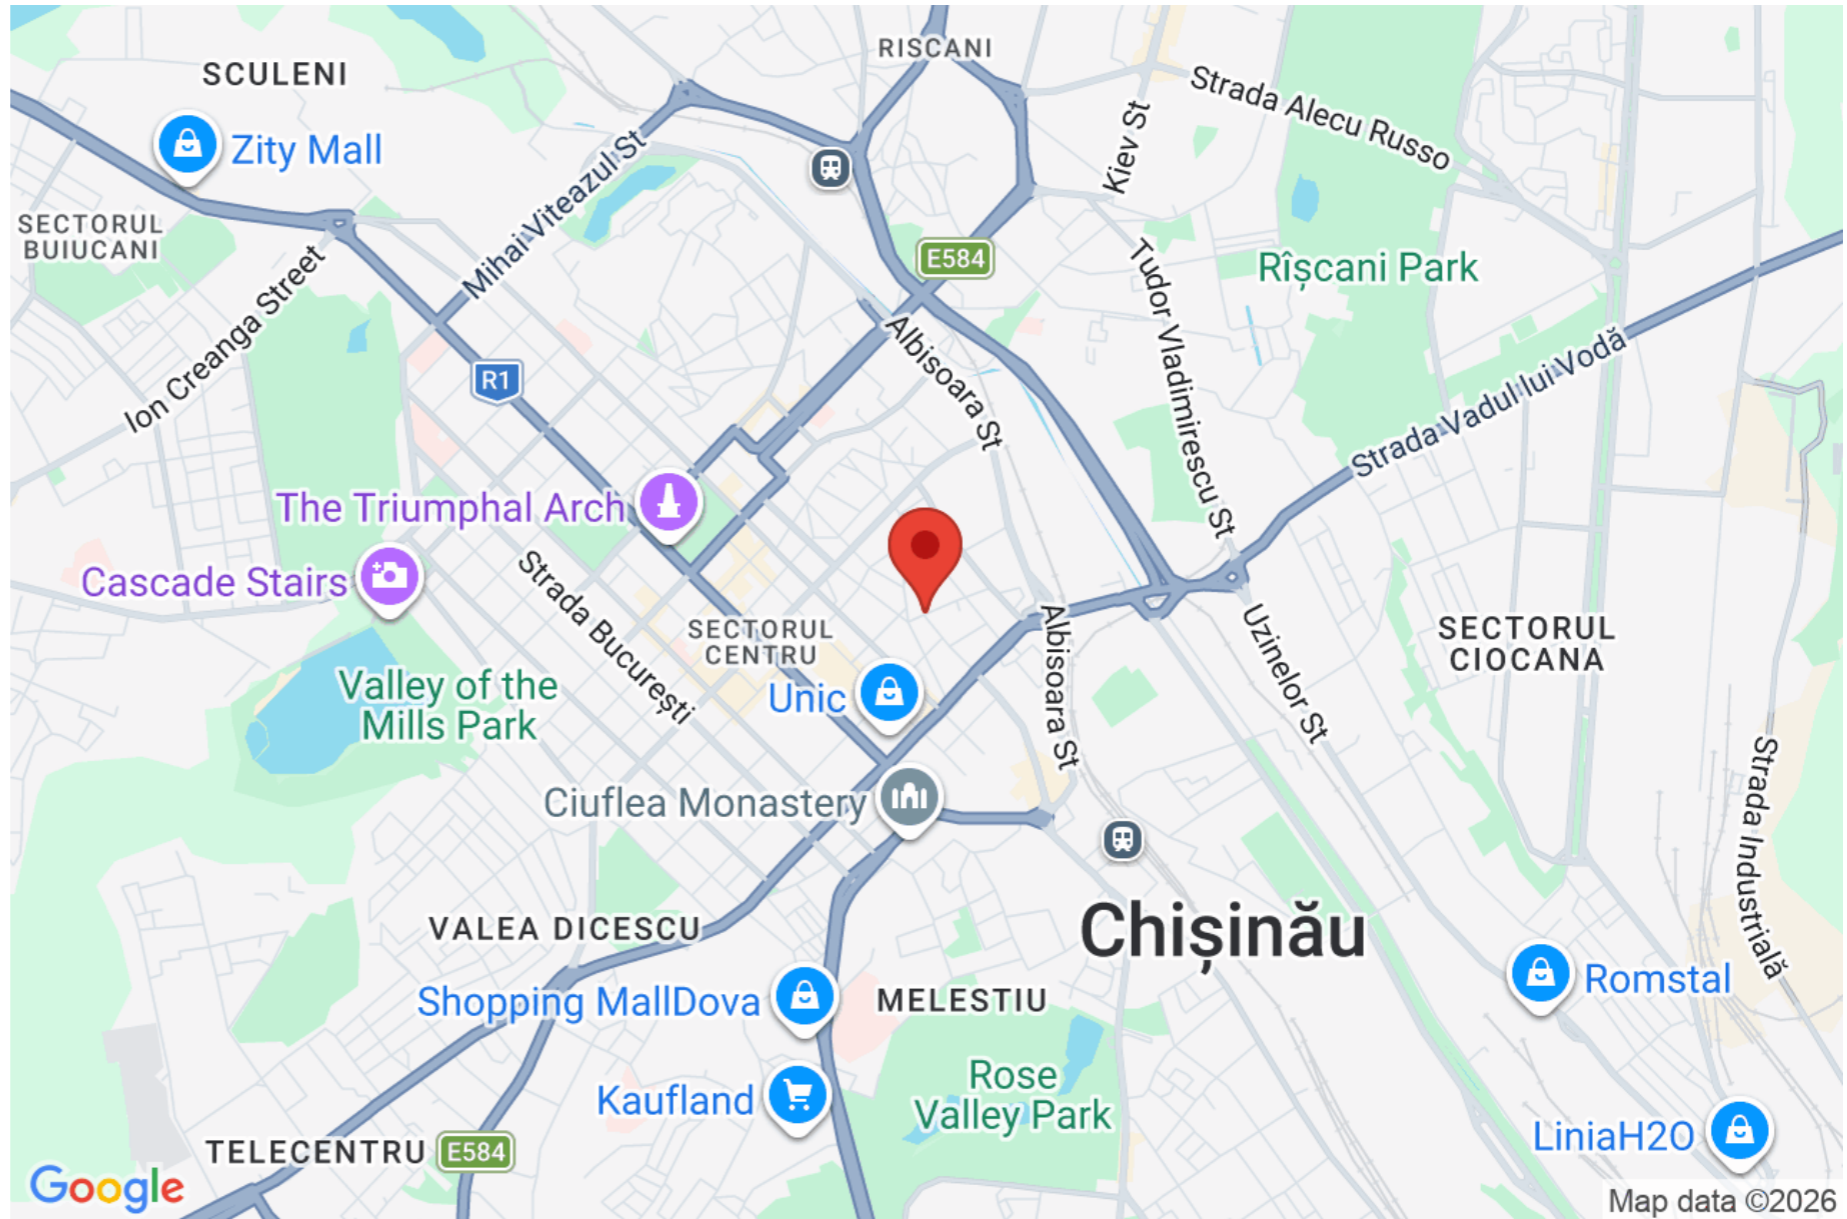 RISCANI
SCULENI
Strada Alecu Russo
Zity Mall
Kiev St
Mihai Viteazul St
SECTORUL
BUIUCANI
E584
Rîșcani Park
Ion Creanga Street
Tudor Vladimirescu St
Albisoara St
R1
Strada Vadul lui Vodă
The Triumphal Arch
Cascade Stairs
Strada București
SECTORUL
CENTRU
Albisoara St
Uzinelor St
SECTORUL
CIOCANA
Valley of the
Mills Park
Unic
Ciuflea Monastery
Strada Industrială
VALEA DICESCU
Chișinău
Romstal
Shopping MallDova
MELESTIU
Rose
Valley Park
Kaufland
LiniaH2O
TELECENTRU
E584
Google
Map data ©2026